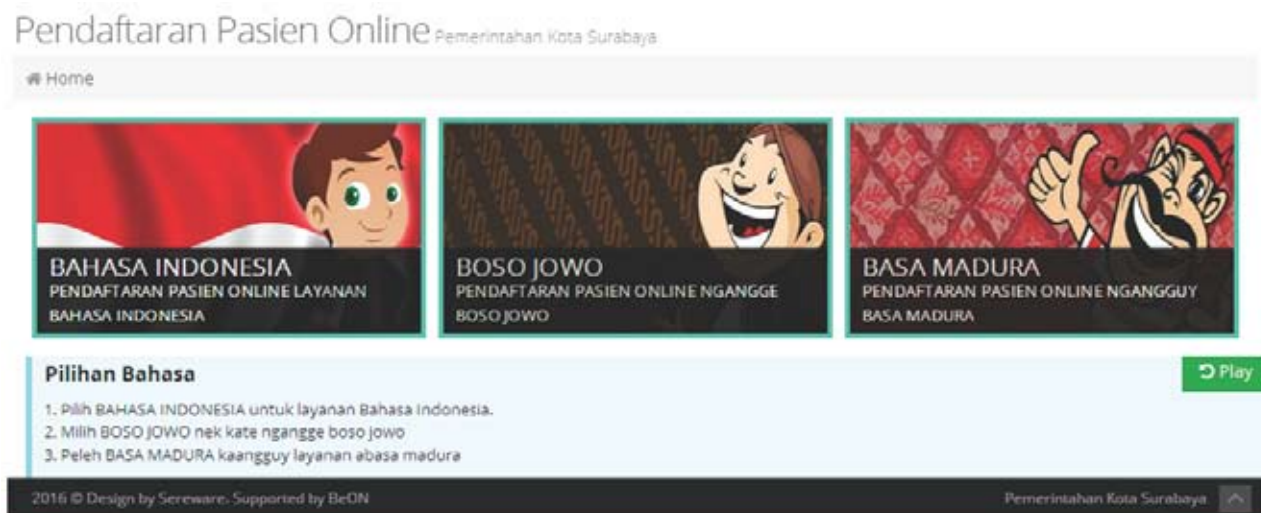 Pendaftaran Pasien Online Pemerintahan Kota Surabaya
Home
BAHASA INDONESIA
PENDAFTARAN PASIEN ONLINE LAYANAN
BAHASA INDONESIA
BOSO JOWO
PENDAFTARAN PASIEN ONLINE NGANGGE
BOSO JOWO
BASA MADURA
PENDAFTARAN PASIEN ONLINE NGANGGUY
BASA MADURA
Pilihan Bahasa
Play
1. Pilih BAHASA INDONESIA untuk layanan Bahasa Indonesia.
2. Milih BOSO JOWO nek kate ngangge boso jowo
3. Peleh BASA MADURA kaangguy layanan abasa madura
2016 © Design by Sereware. Supported by BeON
Pemerintahan Kota Surabaya